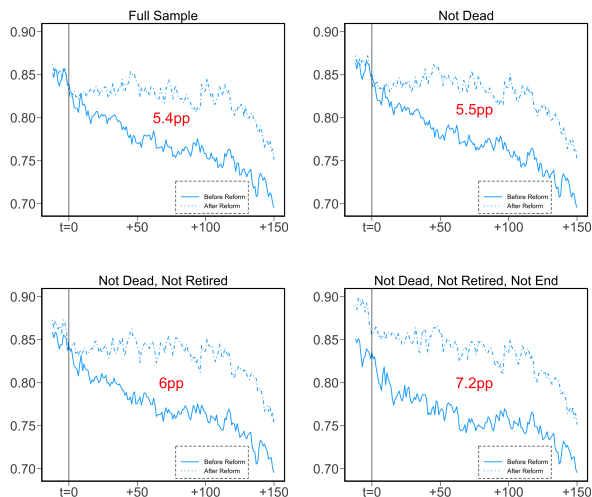 Full Sample
0.90
0.85
0.80
0.75
0.70
5.4pp
Before Reform
After Reform
t=0 +50 +100 +150
Not Dead
0.90
0.85
0.80
0.75
0.70
5.5pp
Before Reform
After Reform
t=0 +50 +100 +150
Not Dead, Not Retired
0.90
0.85
0.80
0.75
0.70
6pp
Before Reform
After Reform
t=0 +50 +100 +150
Not Dead, Not Retired, Not End
0.90
0.85
0.80
0.75
0.70
7.2pp
Before Reform
After Reform
t=0 +50 +100 +150